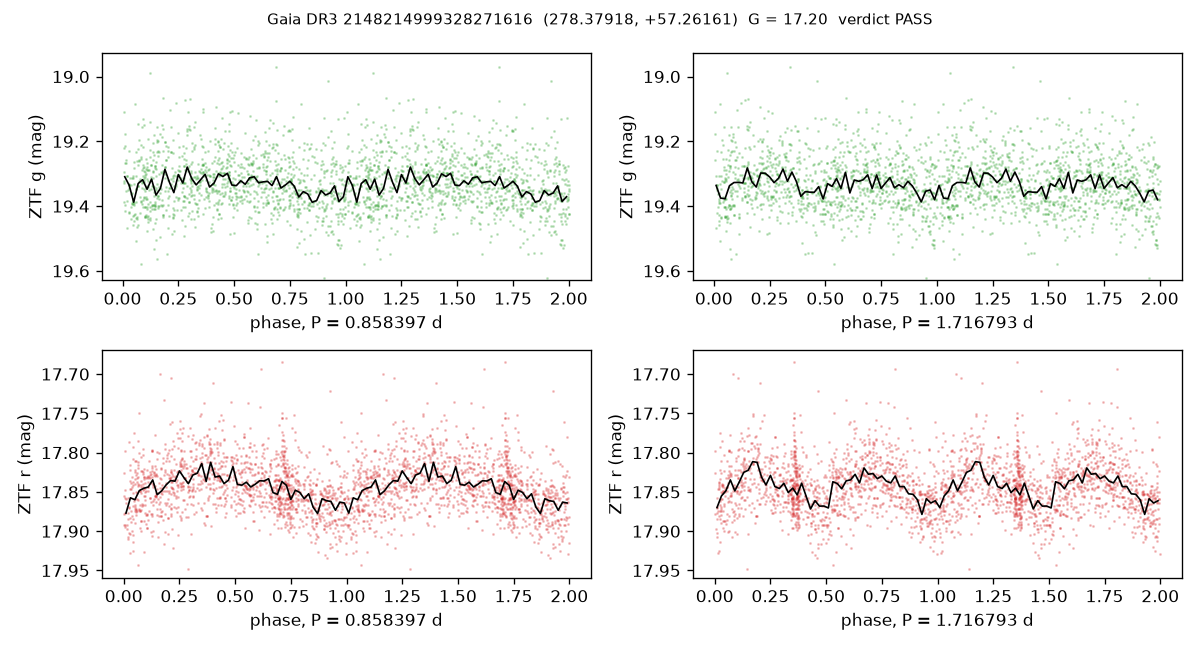 Gaia DR3 2148214999328271616  (278.37918, +57.26161)  G = 17.20  verdict PASS
ZTF g (mag)
19.0
19.2
19.4
19.6
0.00 0.25 0.50 0.75 1.00 1.25 1.50 1.75 2.00
phase, P = 0.858397 d
ZTF g (mag)
19.0
19.2
19.4
19.6
0.00 0.25 0.50 0.75 1.00 1.25 1.50 1.75 2.00
phase, P = 1.716793 d
ZTF r (mag)
17.70
17.75
17.80
17.85
17.90
17.95
0.00 0.25 0.50 0.75 1.00 1.25 1.50 1.75 2.00
phase, P = 0.858397 d
ZTF r (mag)
17.70
17.75
17.80
17.85
17.90
17.95
0.00 0.25 0.50 0.75 1.00 1.25 1.50 1.75 2.00
phase, P = 1.716793 d